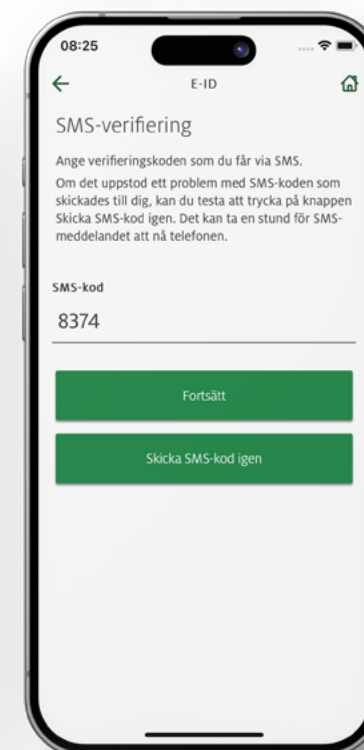 08:25
E-ID
SMS-verifiering
Ange verifieringskoden som du får via SMS.
Om det uppstod ett problem med SMS-koden som
skickades till dig, kan du testa att trycka på knappen
Skicka SMS-kod igen. Det kan ta en stund för SMS-
meddelandet att nå telefonen.
SMS-kod
8374
Fortsätt
Skicka SMS-kod igen